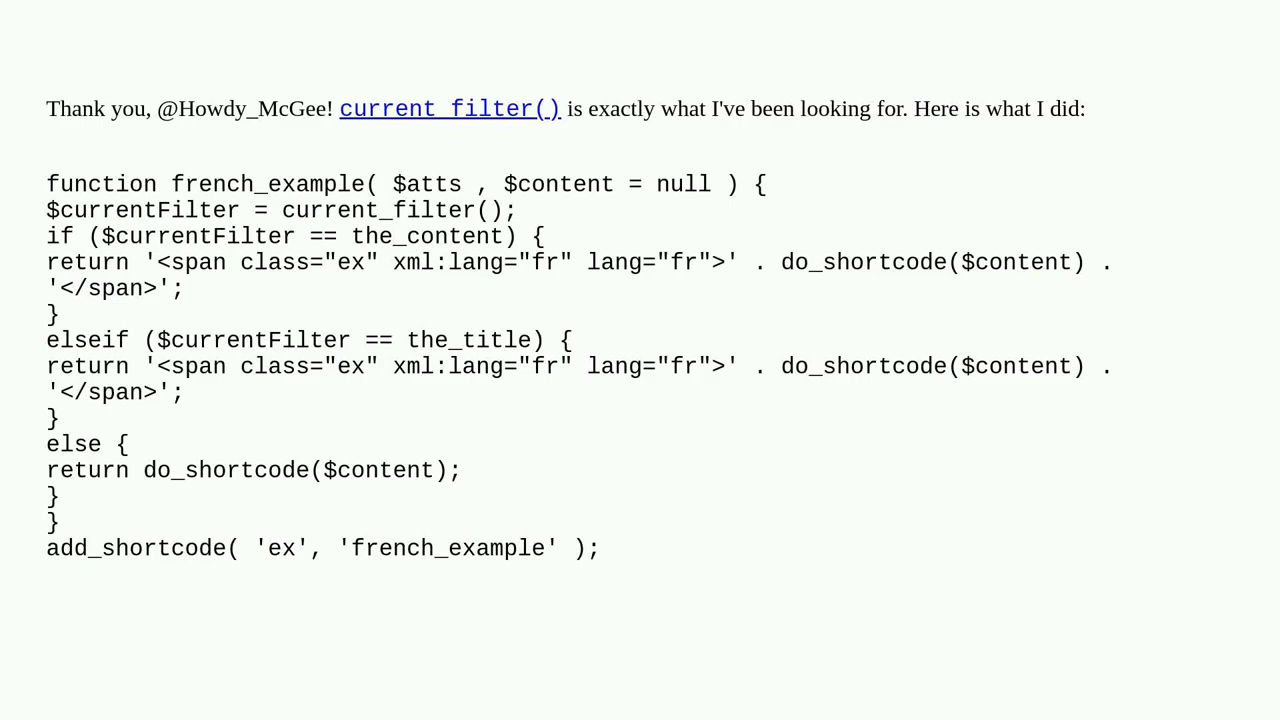 Thank you, @Howdy_McGee! current_filter() is exactly what I've been looking for. Here is what I did:
function french_example( $atts , $content = null ) {
$currentFilter = current_filter();
if ($currentFilter == the_content) {
return '<span class="ex" xml:lang="fr" lang="fr">' . do_shortcode($content) .
'</span>';
}
elseif ($currentFilter == the_title) {
return '<span class="ex" xml:lang="fr" lang="fr">' . do_shortcode($content) .
'</span>';
}
else {
return do_shortcode($content);
}
}
add_shortcode( 'ex', 'french_example' );